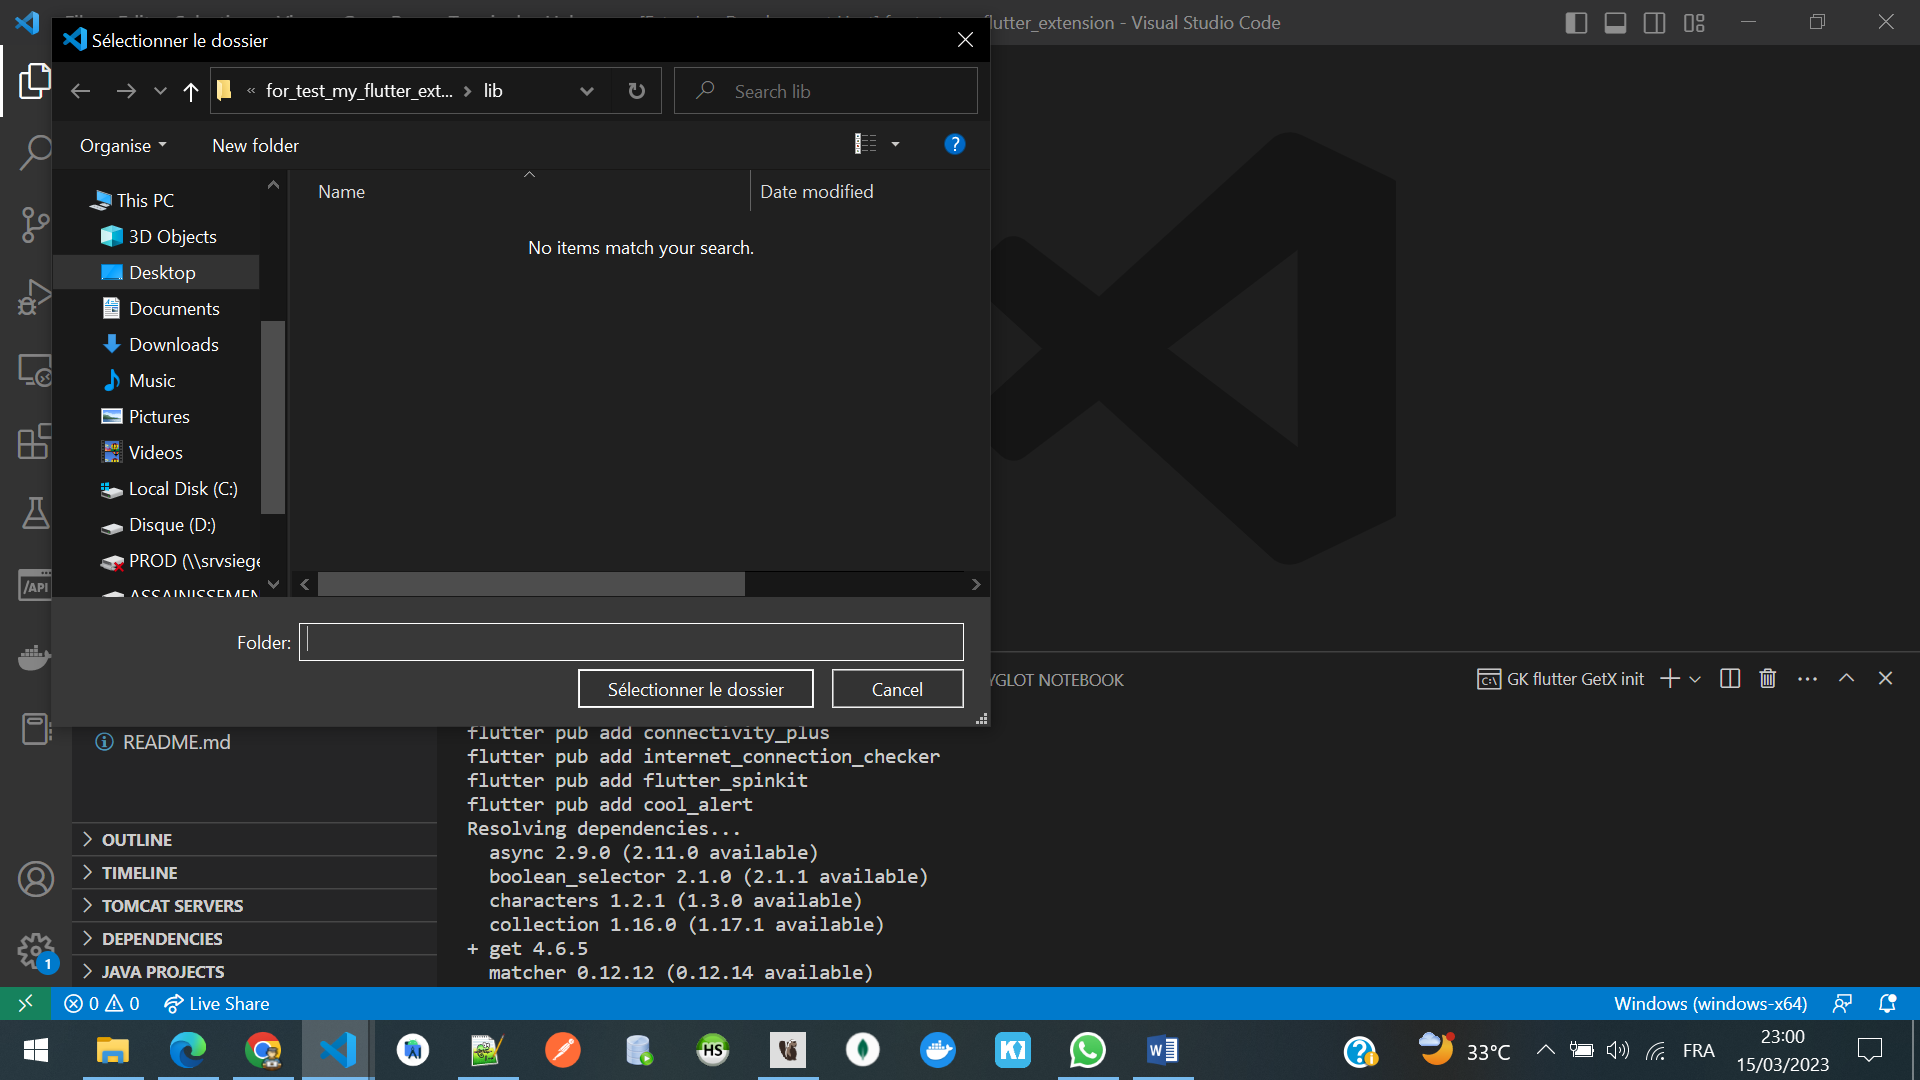 flutter_extension - Visual Studio Code
Sélectionner le dossier
« for_test_my_flutter_ext... > lib
Search lib
Organise
New folder
?
Name
Date modified
This PC
3D Objects
Desktop
Documents
Downloads
Music
Pictures
Videos
Local Disk (C:)
Disque (D:)
PROD (\\srvsiege
No items match your search.
Folder:
Sélectionner le dossier
Cancel
YGLOT NOTEBOOK
GK flutter GetX init
/API
README.md
flutter pub add connectivity_plus
flutter pub add internet_connection_checker
flutter pub add flutter_spinkit
flutter pub add cool_alert
Resolving dependencies...
async 2.9.0 (2.11.0 available)
boolean_selector 2.1.0 (2.1.1 available)
characters 1.2.1 (1.3.0 available)
collection 1.16.0 (1.17.1 available)
+ get 4.6.5
matcher 0.12.12 (0.12.14 available)
OUTLINE
TIMELINE
TOMCAT SERVERS
DEPENDENCIES
JAVA PROJECTS
1
0 0
Live Share
Windows (windows-x64)
HS
33°C
FRA
23:00
15/03/2023